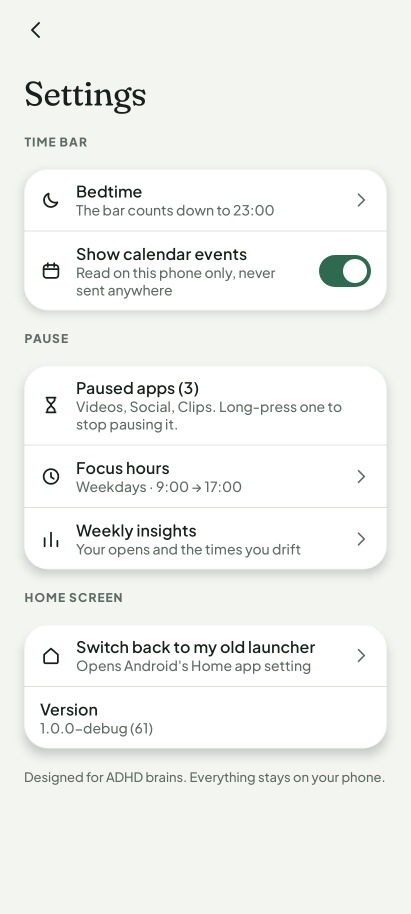 Settings
TIME BAR
Bedtime
The bar counts down to 23:00
Show calendar events
Read on this phone only, never
sent anywhere
PAUSE
Paused apps (3)
Videos, Social, Clips. Long-press one to
stop pausing it.
Focus hours
Weekdays · 9:00 → 17:00
Weekly insights
Your opens and the times you drift
HOME SCREEN
Switch back to my old launcher
Opens Android's Home app setting
Version
1.0.0-debug (61)
Designed for ADHD brains. Everything stays on your phone.